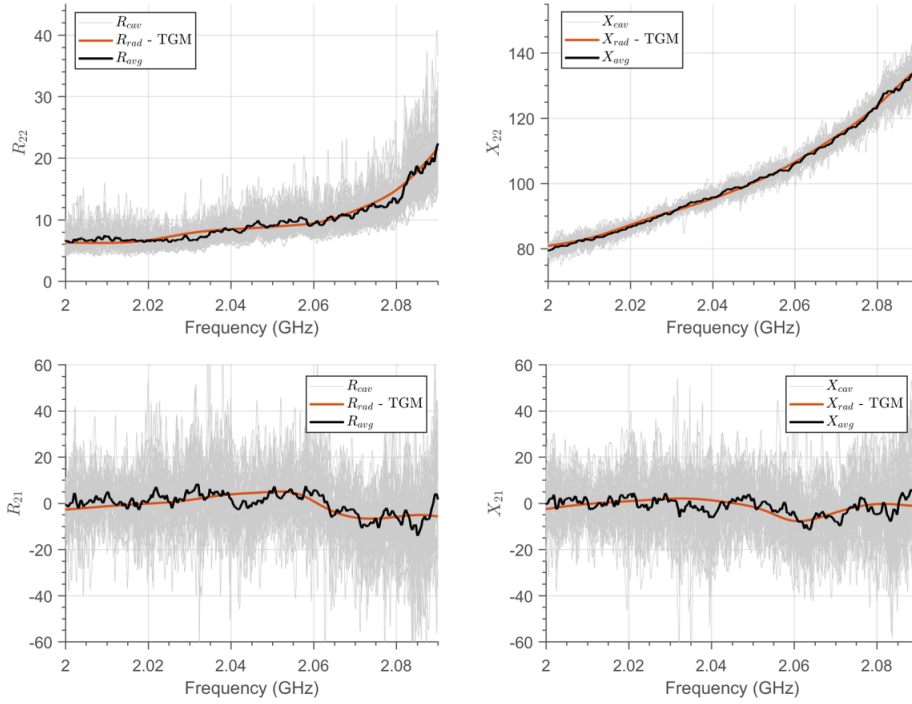 R_cav
R_rad - TGM
R_avg
40
30
20
10
0
R_22
2
2.02
2.04
2.06
2.08
Frequency (GHz)
X_cav
X_rad - TGM
X_avg
140
120
100
80
X_22
2
2.02
2.04
2.06
2.08
Frequency (GHz)
R_cav
R_rad - TGM
R_avg
60
40
20
0
-20
-40
-60
R_21
2
2.02
2.04
2.06
2.08
Frequency (GHz)
X_cav
X_rad - TGM
X_avg
60
40
20
0
-20
-40
-60
X_21
2
2.02
2.04
2.06
2.08
Frequency (GHz)